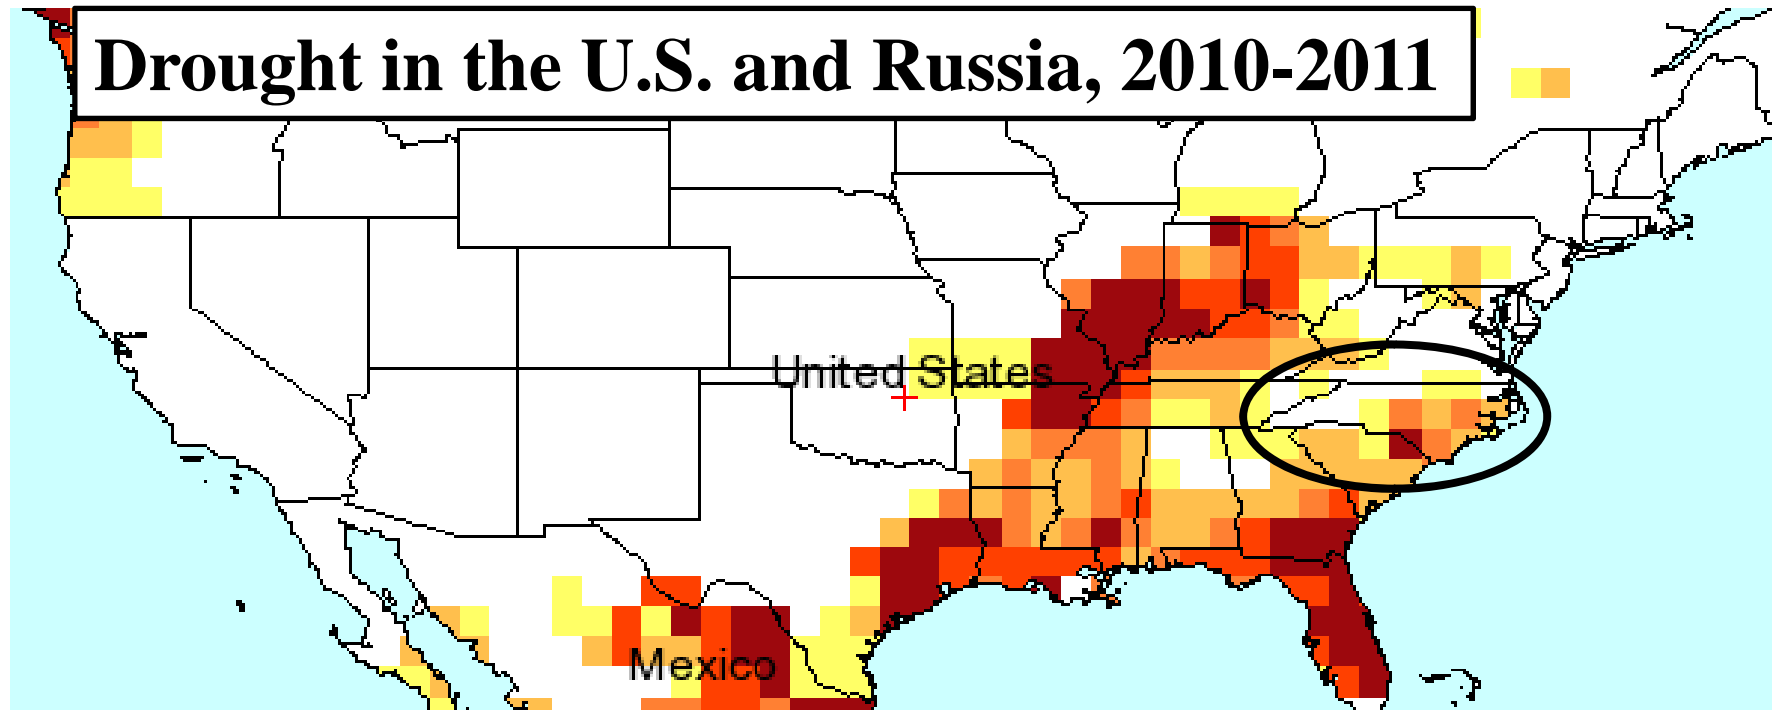 Drought in the U.S. and Russia, 2010-2011
United States
Mexico